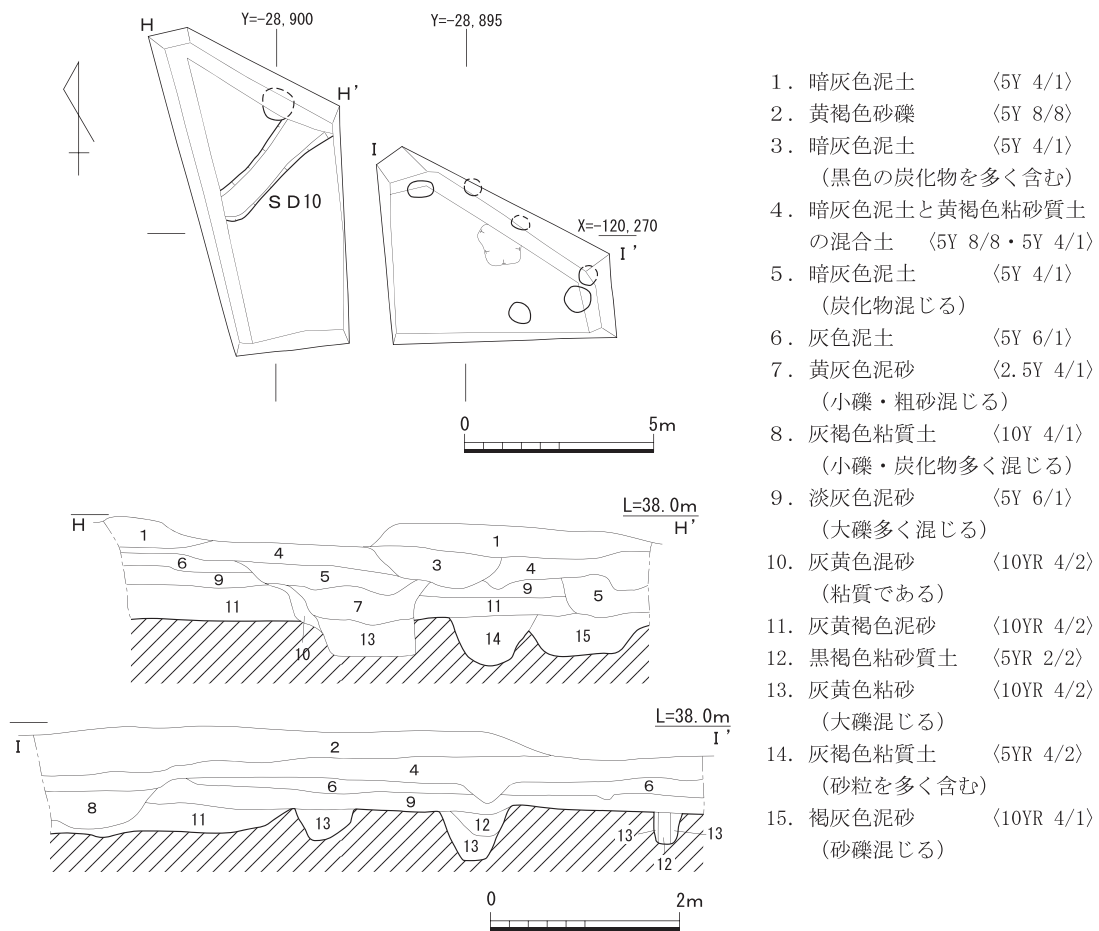 H
Y=-28,900
Y=-28,895
H'
I
SD10
X=-120,270
I'
0 5m
L=38.0m
H H'
1
1
4
3
4
6
5
9
9
5
7
11
11
13
14
15
10
L=38.0m
I I'
2
4
6
6
9
8
11
13
12
13
13
13
12
0 2m
1. 暗灰色泥土 〈5Y 4/1〉
2. 黄褐色砂礫 〈5Y 8/8〉
3. 暗灰色泥土 〈5Y 4/1〉
(黒色の炭化物を多く含む)
4. 暗灰色泥土と黄褐色粘砂質土
の混合土 〈5Y 8/8・5Y 4/1〉
5. 暗灰色泥土 〈5Y 4/1〉
(炭化物混じる)
6. 灰色泥土 〈5Y 6/1〉
7. 黄灰色泥砂 〈2.5Y 4/1〉
(小礫・粗砂混じる)
8. 灰褐色粘質土 〈10Y 4/1〉
(小礫・炭化物多く混じる)
9. 淡灰色泥砂 〈5Y 6/1〉
(大礫多く混じる)
10. 灰黄色混砂 〈10YR 4/2〉
(粘質である)
11. 灰黄褐色泥砂 〈10YR 4/2〉
12. 黒褐色粘砂質土 〈5YR 2/2〉
13. 灰黄色粘砂 〈10YR 4/2〉
(大礫混じる)
14. 灰褐色粘質土 〈5YR 4/2〉
(砂粒を多く含む)
15. 褐灰色泥砂 〈10YR 4/1〉
(砂礫混じる)